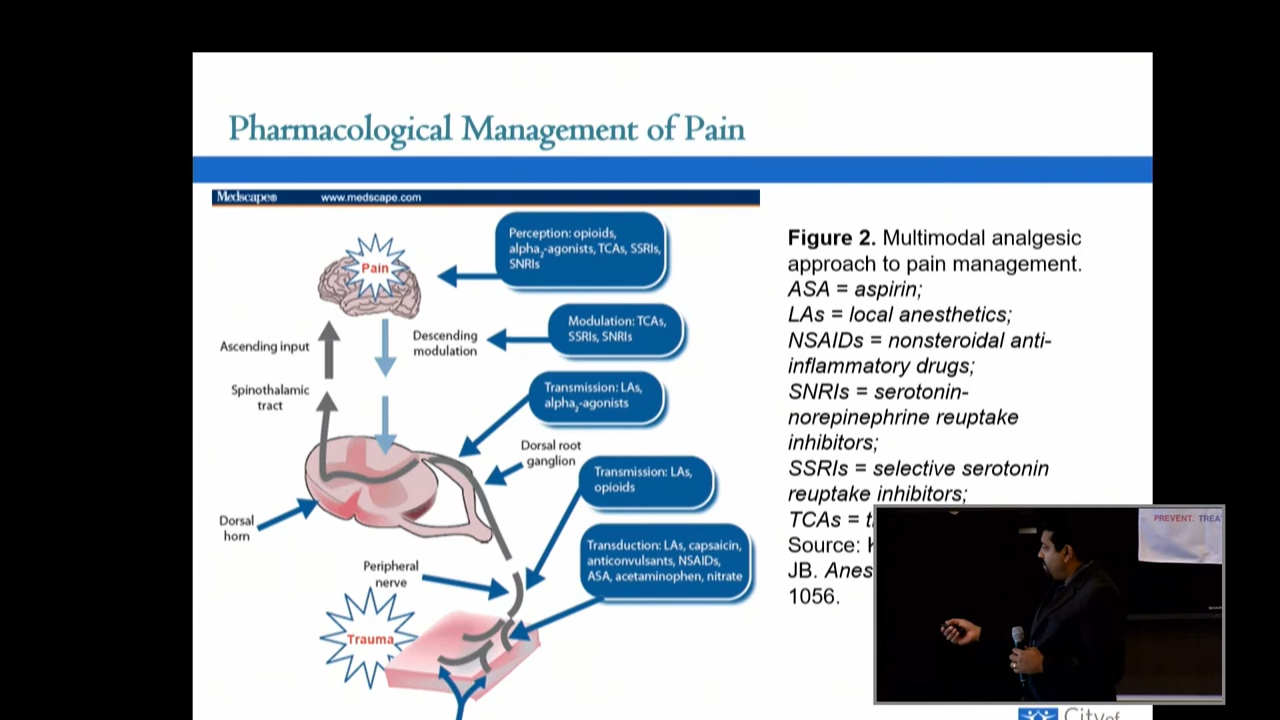 Pharmacological Management of Pain
Medscape® www.medscape.com
Perception: opioids,
alpha₂-agonists, TCAs, SSRIs,
SNRIs
Pain
Modulation: TCAs,
SSRIs, SNRIs
Descending
modulation
Ascending input
Spinothalamic
tract
Transmission: LAs,
alpha₂-agonists
Dorsal root
ganglion
Transmission: LAs,
opioids
Dorsal
horn
Transduction: LAs, capsaicin,
anticonvulsants, NSAIDs,
ASA, acetaminophen, nitrate
Peripheral
nerve
Trauma
Figure 2. Multimodal analgesic
approach to pain management.
ASA = aspirin;
LAs = local anesthetics;
NSAIDs = nonsteroidal anti-
inflammatory drugs;
SNRIs = serotonin-
norepinephrine reuptake
inhibitors;
SSRIs = selective serotonin
reuptake inhibitors;
TCAs =
Source:
JB.
1056.
PREVENT. TREA
City of